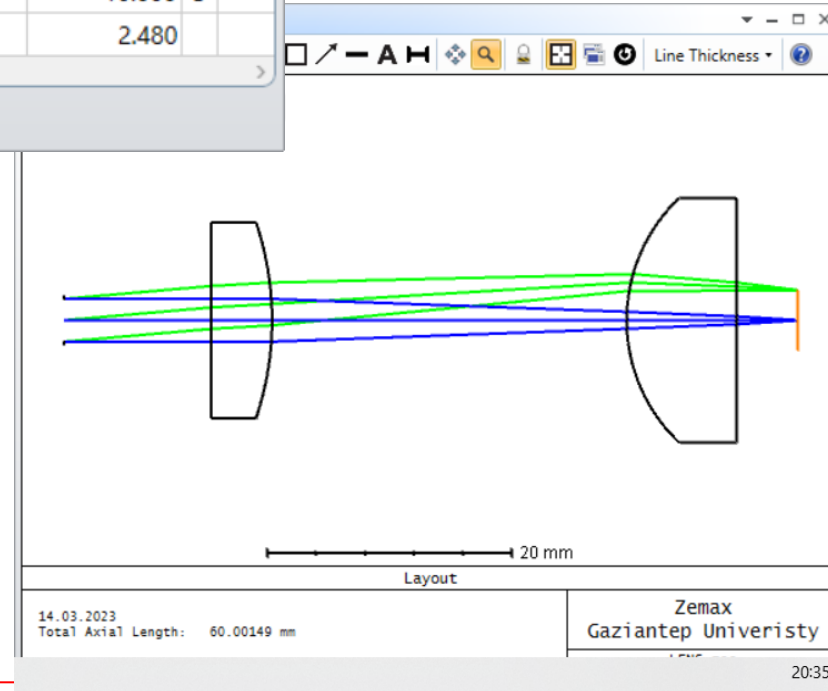 2.480
A
Line Thickness
20 mm
Layout
14.03.2023
Total Axial Length: 60.00149 mm
Zemax
Gaziantep Univeristy
20:35